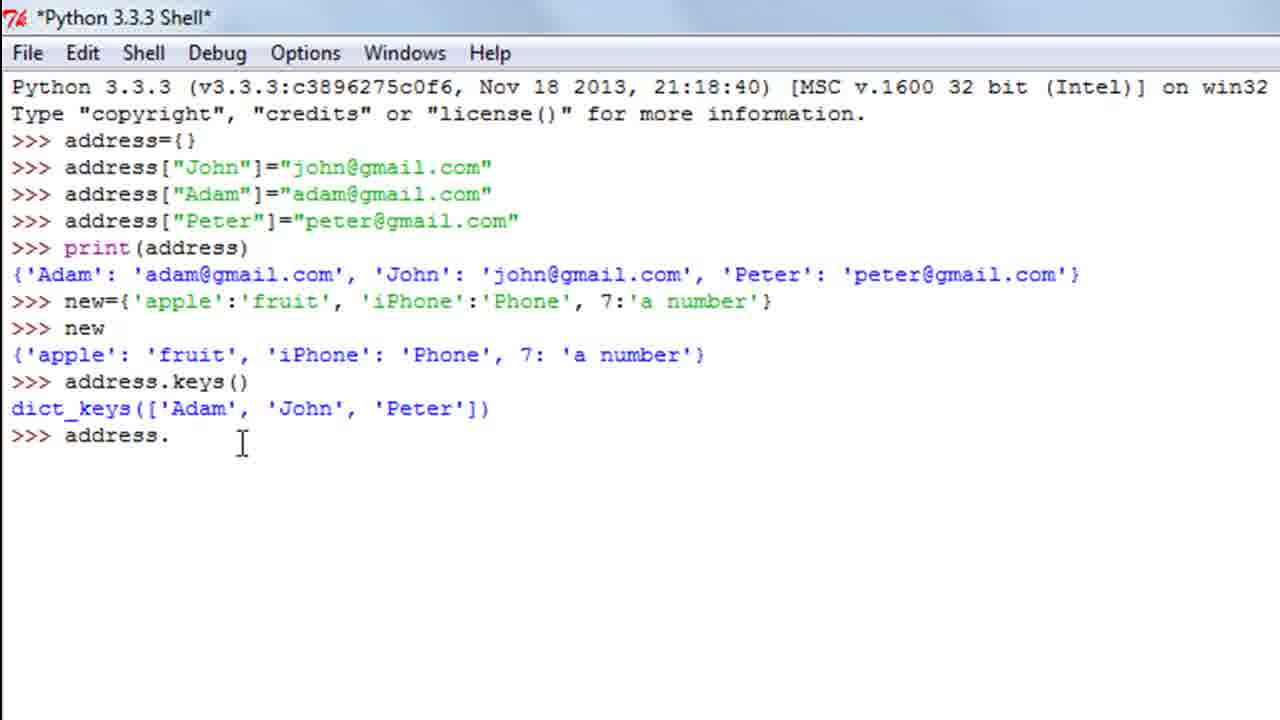 *Python 3.3.3 Shell*
File Edit Shell Debug Options Windows Help
Python 3.3.3 (v3.3.3:c3896275c0f6, Nov 18 2013, 21:18:40) [MSC v.1600 32 bit (Intel)] on win32
Type "copyright", "credits" or "license()" for more information.
>>> address={}
>>> address["John"]="john@gmail.com"
>>> address["Adam"]="adam@gmail.com"
>>> address["Peter"]="peter@gmail.com"
>>> print(address)
{'Adam': 'adam@gmail.com', 'John': 'john@gmail.com', 'Peter': 'peter@gmail.com'}
>>> new={'apple':'fruit', 'iPhone':'Phone', 7:'a number'}
>>> new
{'apple': 'fruit', 'iPhone': 'Phone', 7: 'a number'}
>>> address.keys()
dict_keys(['Adam', 'John', 'Peter'])
>>> address.